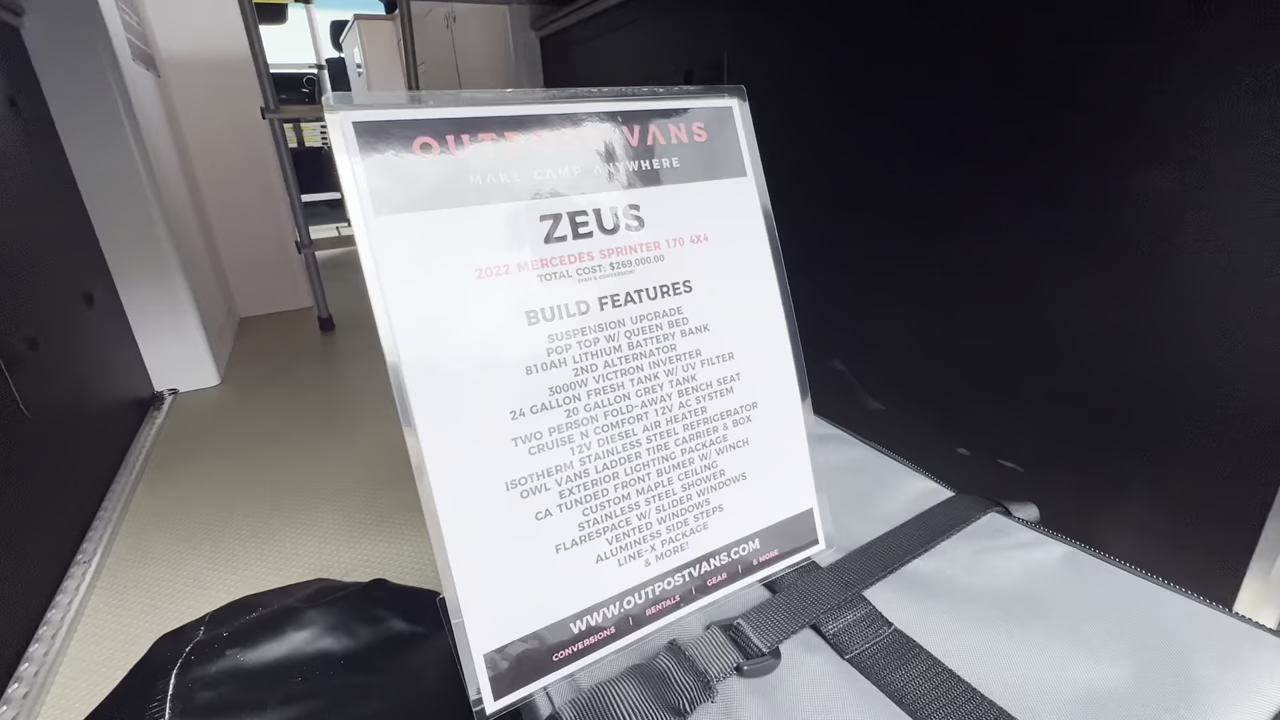 OUTPOST VANS
MAKE CAMP ANYWHERE
ZEUS
2022 MERCEDES SPRINTER 170 4X4
TOTAL COST: $269,000.00
(VAN & CONVERSION)
BUILD FEATURES
SUSPENSION UPGRADE
POP TOP W/ QUEEN BED
810AH LITHIUM BATTERY BANK
2ND ALTERNATOR
3000W VICTRON INVERTER
24 GALLON FRESH TANK W/ UV FILTER
20 GALLON GREY TANK
TWO PERSON FOLD-AWAY BENCH SEAT
CRUISE N COMFORT 12V AC SYSTEM
12V DIESEL AIR HEATER
ISOTHERM STAINLESS STEEL REFRIGERATOR
OWL VANS LADDER TIRE CARRIER & BOX
EXTERIOR LIGHTING PACKAGE
CA TUNDED FRONT BUMER W/ WINCH
CUSTOM MAPLE CEILING
STAINLESS STEEL SHOWER
FLARESPACE W/ SLIDER WINDOWS
VENTED WINDOWS
ALUMINESS SIDE STEPS
LINE-X PACKAGE
& MORE!
WWW.OUTPOSTVANS.COM
CONVERSIONS | RENTALS | GEAR | & MORE